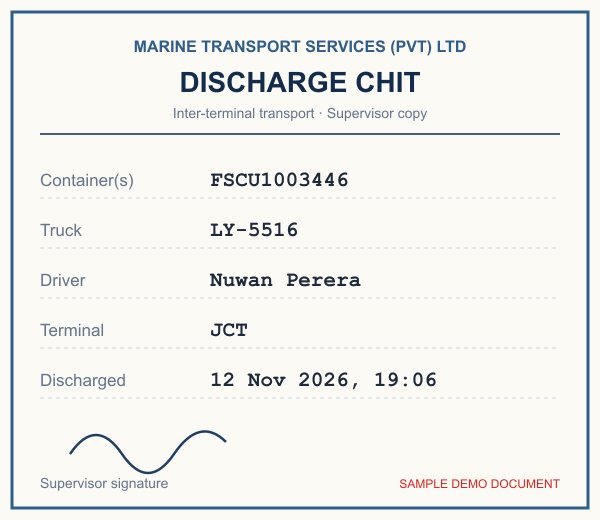 MARINE TRANSPORT SERVICES (PVT) LTD
DISCHARGE CHIT
Inter-terminal transport · Supervisor copy
Container(s) FSCU1003446
Truck LY-5516
Driver Nuwan Perera
Terminal JCT
Discharged 12 Nov 2026, 19:06
Supervisor signature SAMPLE DEMO DOCUMENT